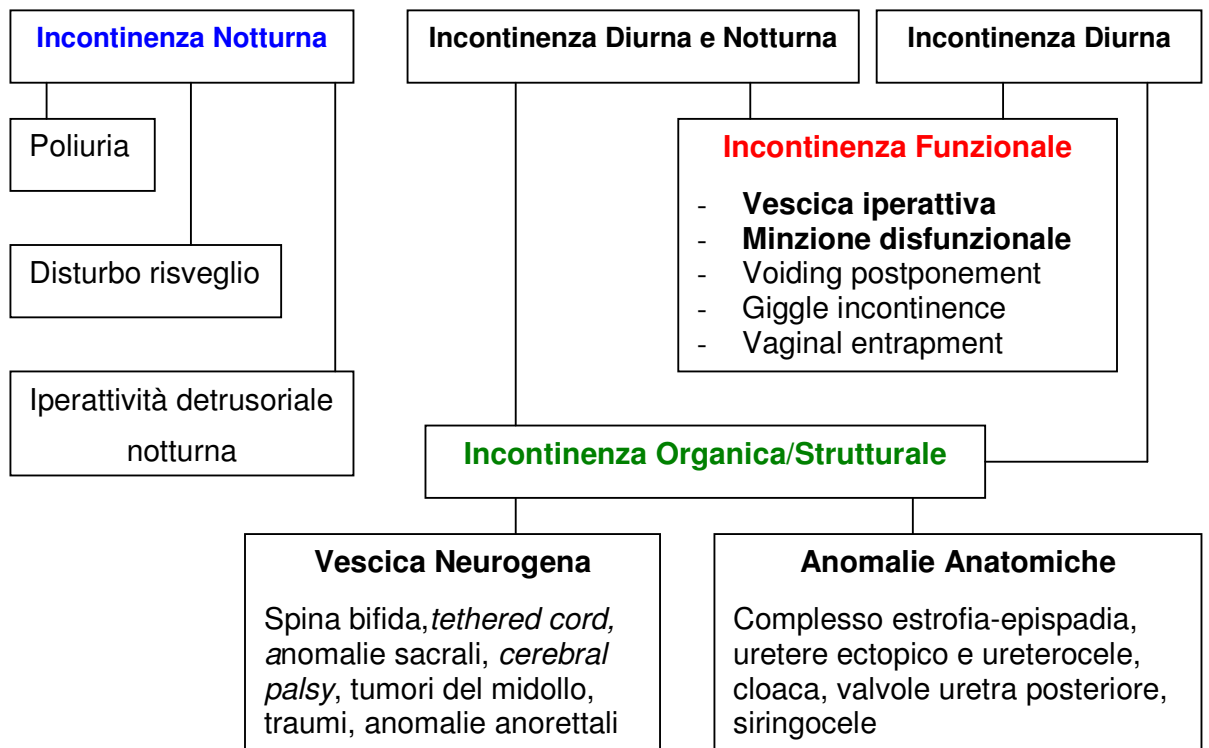 Incontinenza Notturna
Incontinenza Diurna e Notturna
Incontinenza Diurna
Poliuria
Disturbo risveglio
Iperattività detrusoriale
notturna
Incontinenza Funzionale
- Vescica iperattiva
- Minzione disfunzionale
- Voiding postponement
- Giggle incontinence
- Vaginal entrapment
Incontinenza Organica/Strutturale
Vescica Neurogena
Spina bifida,tethered cord,
anomalie sacrali, cerebral
palsy, tumori del midollo,
traumi, anomalie anorettali
Anomalie Anatomiche
Complesso estrofia-epispadia,
uretere ectopico e ureterocele,
cloaca, valvole uretra posteriore,
siringocele